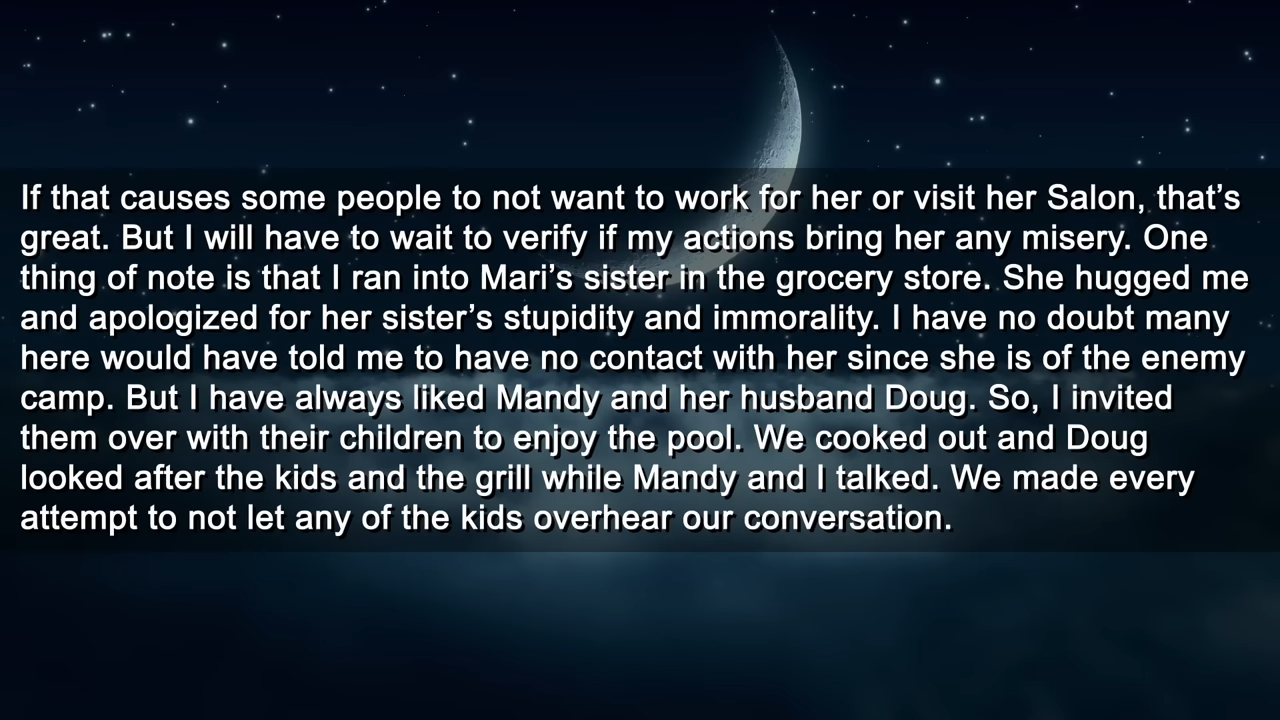 If that causes some people to not want to work for her or visit her Salon, that’s
great. But I will have to wait to verify if my actions bring her any misery. One
thing of note is that I ran into Mari’s sister in the grocery store. She hugged me
and apologized for her sister’s stupidity and immorality. I have no doubt many
here would have told me to have no contact with her since she is of the enemy
camp. But I have always liked Mandy and her husband Doug. So, I invited
them over with their children to enjoy the pool. We cooked out and Doug
looked after the kids and the grill while Mandy and I talked. We made every
attempt to not let any of the kids overhear our conversation.